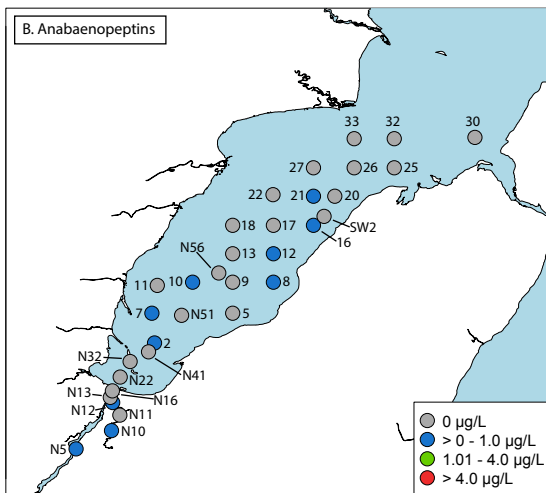 B. Anabaenopeptins
33 32 30
27 26 25
22 21 20
18 17 SW2
16
N56 13 12
11 10 9 8
7 N51 5
2
N32 N41
N22
N13 N16
N12 N11
N10
N5
0 µg/L
> 0 - 1.0 µg/L
1.01 - 4.0 µg/L
> 4.0 µg/L